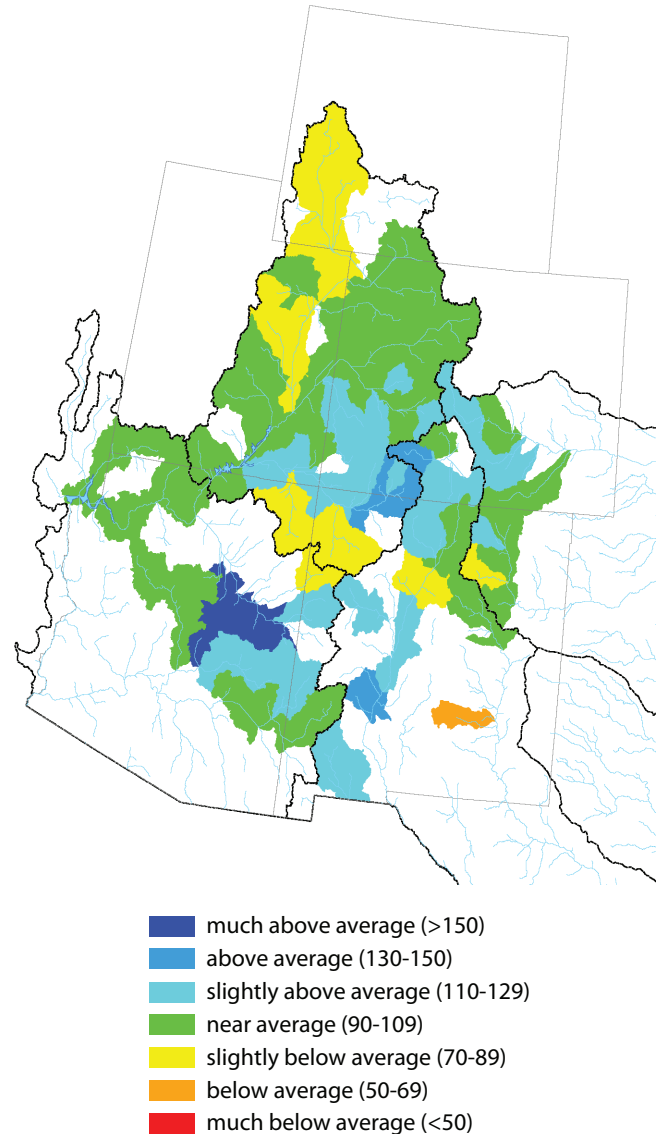 much above average (>150)
above average (130-150)
slightly above average (110-129)
near average (90-109)
slightly below average (70-89)
below average (50-69)
much below average (<50)